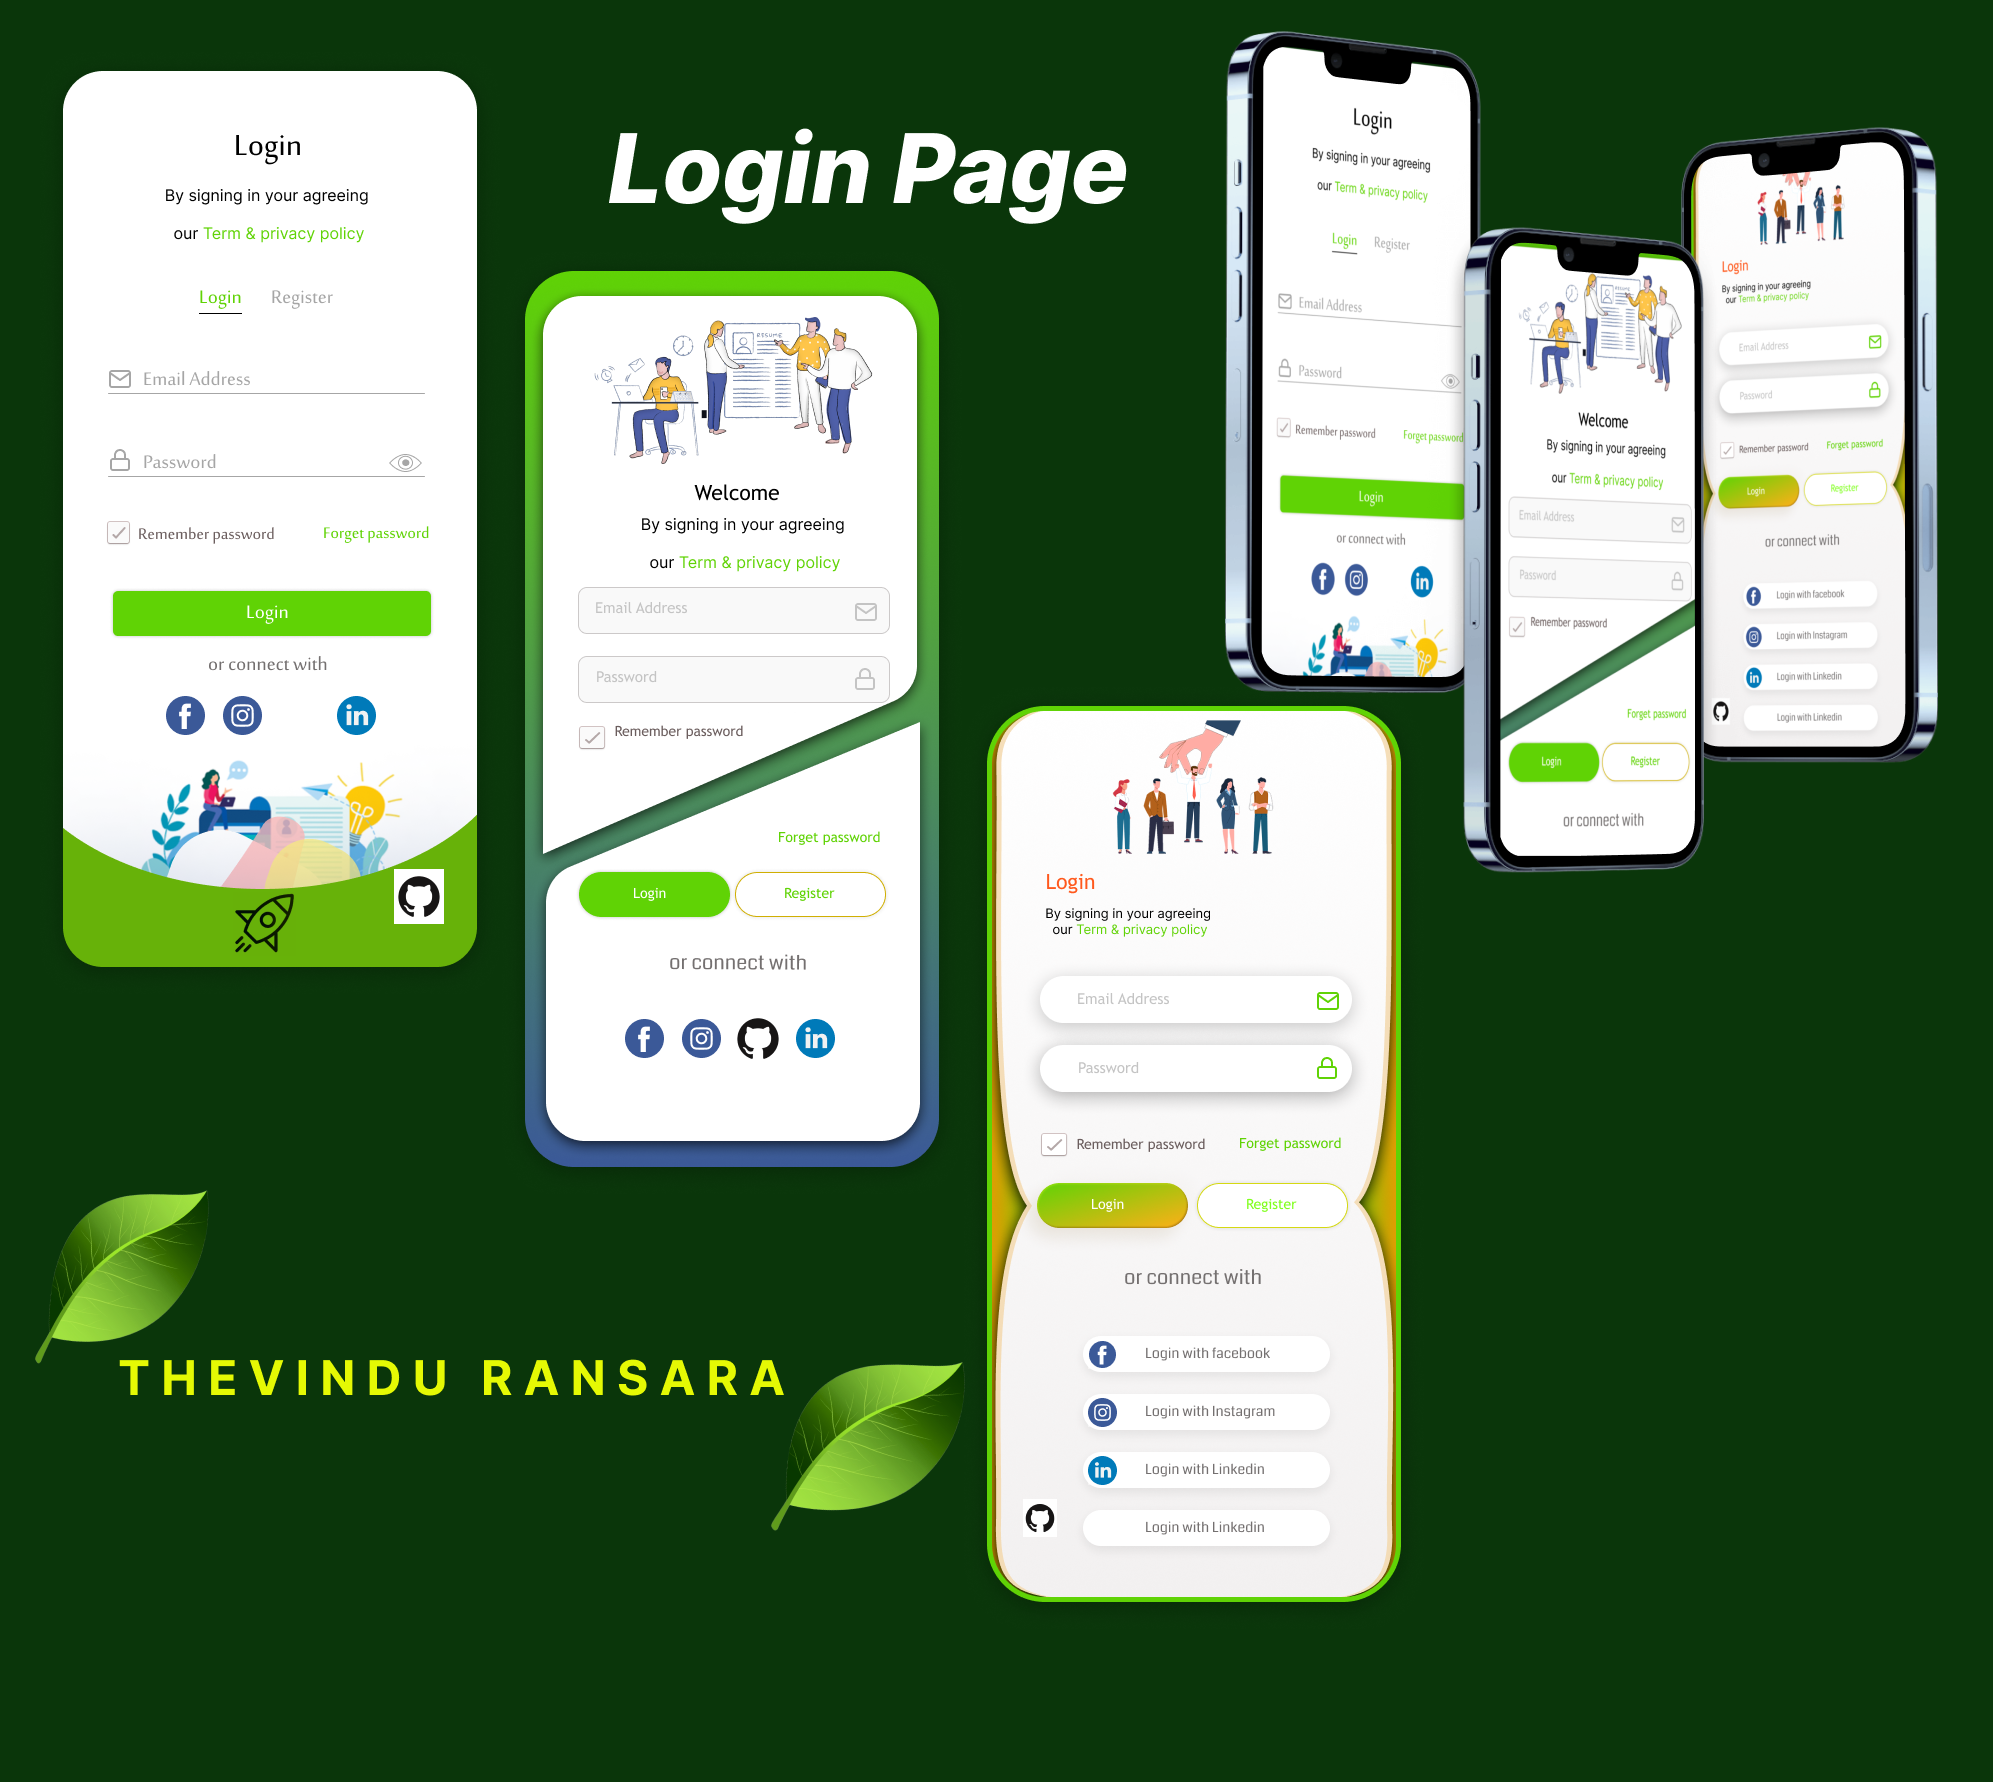 Login Page
Login
By signing in your agreeing
our Term & privacy policy
Login Register
Email Address
Password
Remember password Forget password
Login
or connect with
RESUME
Welcome
By signing in your agreeing
our Term & privacy policy
Email Address
Password
Remember password
Forget password
Login Register
or connect with
Login
By signing in your agreeing
our Term & privacy policy
Email Address
Password
Remember password Forget password
Login Register
or connect with
Login with facebook
Login with Instagram
in Login with Linkedin
Login with Linkedin
Login
By signing in your agreeing
our Term & privacy policy
Login Register
Email Address
Password
Remember password Forget password
Login
or connect with
in
RESUME
Welcome
By signing in your agreeing
our Term & privacy policy
Email Address
Password
Remember password
Forget password
Login Register
or connect with
Login
By signing in your agreeing
our Term & privacy policy
Email Address
Password
Remember password Forget password
Login Register
or connect with
Login with facebook
Login with Instagram
in Login with Linkedin
Login with Linkedin
THEVINDU RANSARA